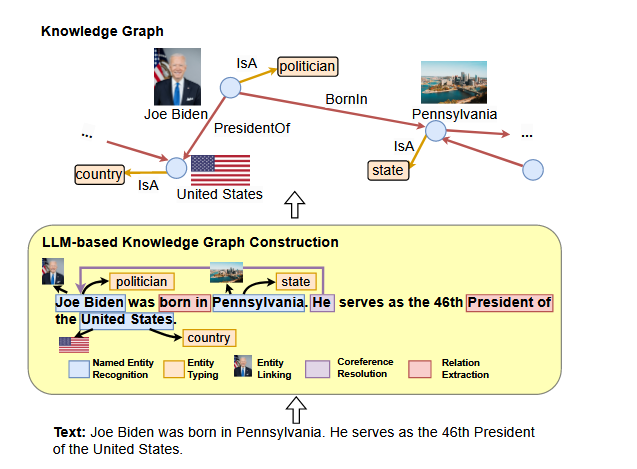 Knowledge Graph
IsA
politician
Joe Biden
BornIn
Pennsylvania
PresidentOf
...
...
IsA
country
IsA
state
United States
LLM-based Knowledge Graph Construction
politician
state
Joe Biden was born in Pennsylvania. He serves as the 46th President of
the United States.
country
Named Entity
Recognition
Entity
Typing
Entity
Linking
Coreference
Resolution
Relation
Extraction
Text: Joe Biden was born in Pennsylvania. He serves as the 46th President
of the United States.